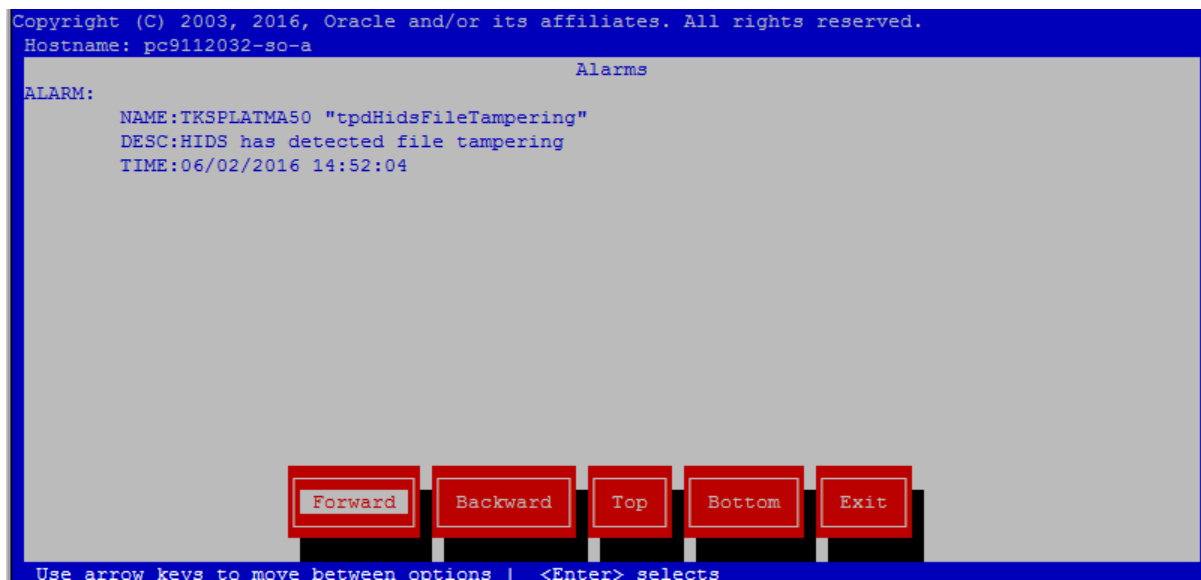 Copyright (C) 2003, 2016, Oracle and/or its affiliates. All rights reserved.
Hostname: pc9112032-so-a
Alarms
ALARM:
NAME:TKSPLATMA50 "tpdHidsFileTampering"
DESC:HIDS has detected file tampering
TIME:06/02/2016 14:52:04
Forward Backward Top Bottom Exit
Use arrow keys to move between options | <Enter> selects